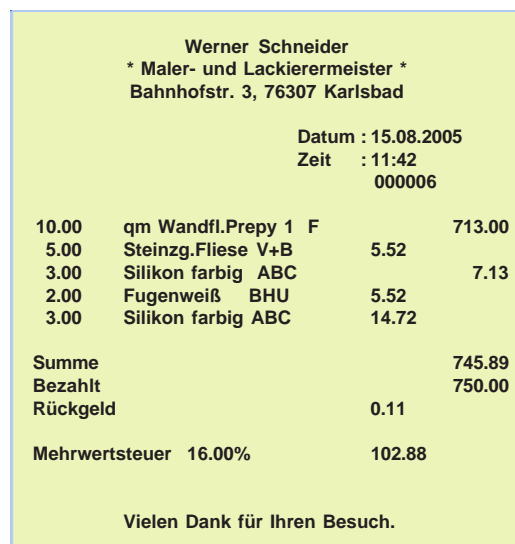 Werner Schneider
* Maler- und Lackierermeister *
Bahnhofstr. 3, 76307 Karlsbad
Datum : 15.08.2005
Zeit : 11:42
000006
10.00 qm Wandfl.Prepy 1 F 713.00
5.00 Steinzg.Fliese V+B 5.52
3.00 Silikon farbig ABC 7.13
2.00 Fugenweiß BHU 5.52
3.00 Silikon farbig ABC 14.72
Summe 745.89
Bezahlt 750.00
Rückgeld 0.11
Mehrwertsteuer 16.00% 102.88
Vielen Dank für Ihren Besuch.